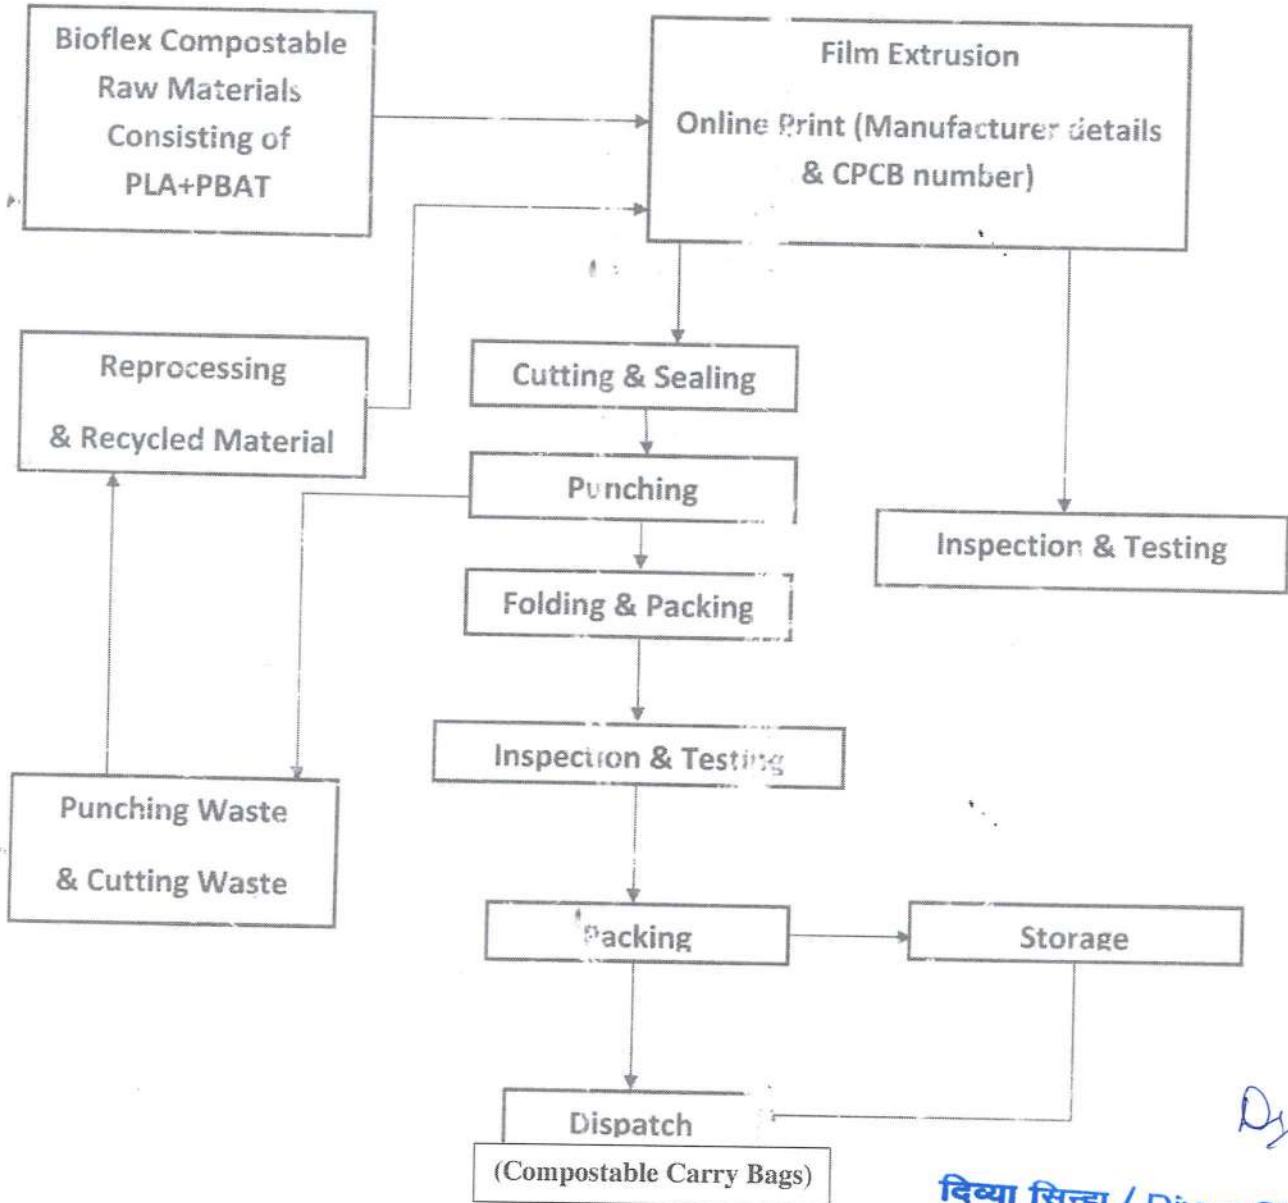 Bioflex Compostable
Raw Materials
Consisting of
PLA+PBAT
Film Extrusion
Online Print (Manufacturer details
& CPCB number)
Reprocessing
& Recycled Material
Cutting & Sealing
Punching
Inspection & Testing
Folding & Packing
Inspection & Testing
Punching Waste
& Cutting Waste
Packing
Storage
Dispatch
(Compostable Carry Bags)
दिव्या सिन्हा /